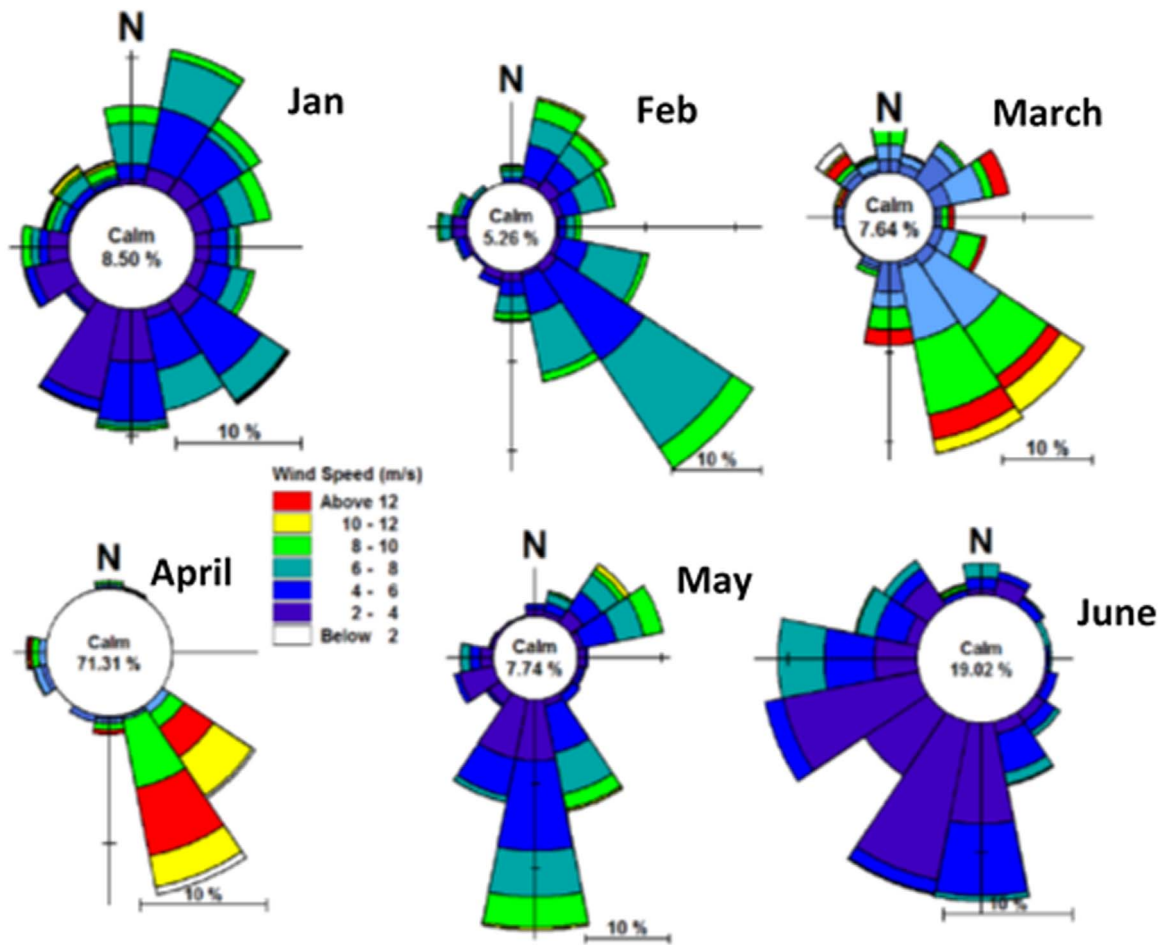 N
Jan
Calm
8.50 %
10 %
N
Feb
Calm
5.26 %
10 %
N
March
Calm
7.64 %
10 %
Wind Speed (m/s)
Above 12
10 - 12
8 - 10
6 - 8
4 - 6
2 - 4
Below 2
N
April
Calm
71.31 %
10 %
N
May
Calm
7.74 %
10 %
N
June
Calm
19.02 %
10 %